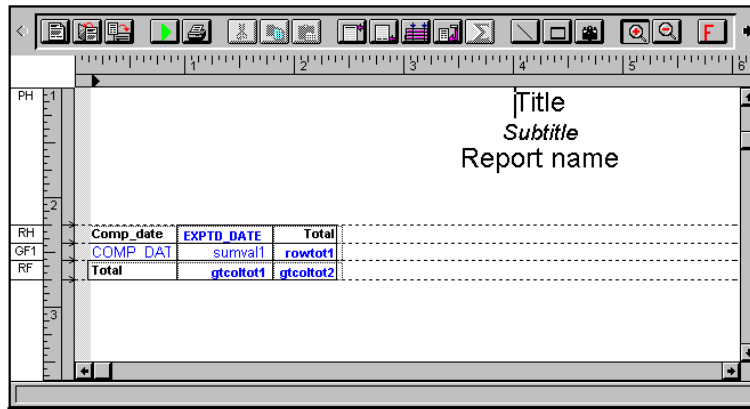 F
1 2 3 4 5 6
PH 1 Title
Subtitle
Report name
2
RH Comp_date EXPTD_DATE Total
GF1 COMP_DAT sumval1 rowtot1
RF Total gtcoltot1 gtcoltot2
3